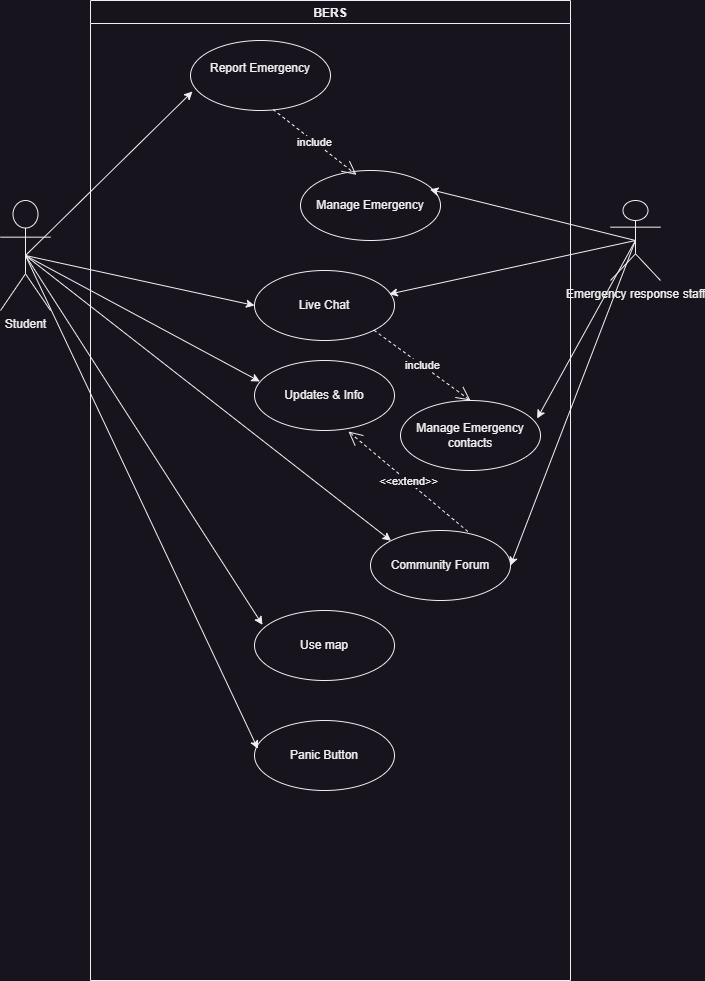 BERS
Report Emergency
include
Manage Emergency
Live Chat
Emergency response staff
Student
include
Updates & Info
Manage Emergency
contacts
<<extend>>
Community Forum
Use map
Panic Button